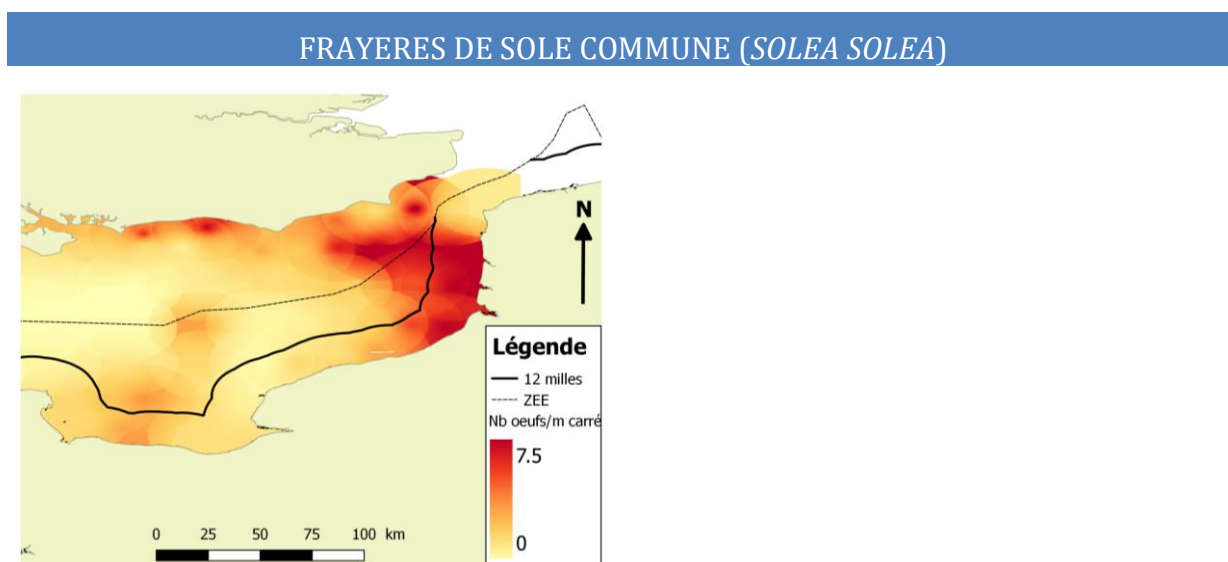 FRAYERES DE SOLE COMMUNE (SOLEA SOLEA)
N
Légende
12 milles
ZEE
Nb oeufs/m carré
7.5
0
0 25 50 75 100 km